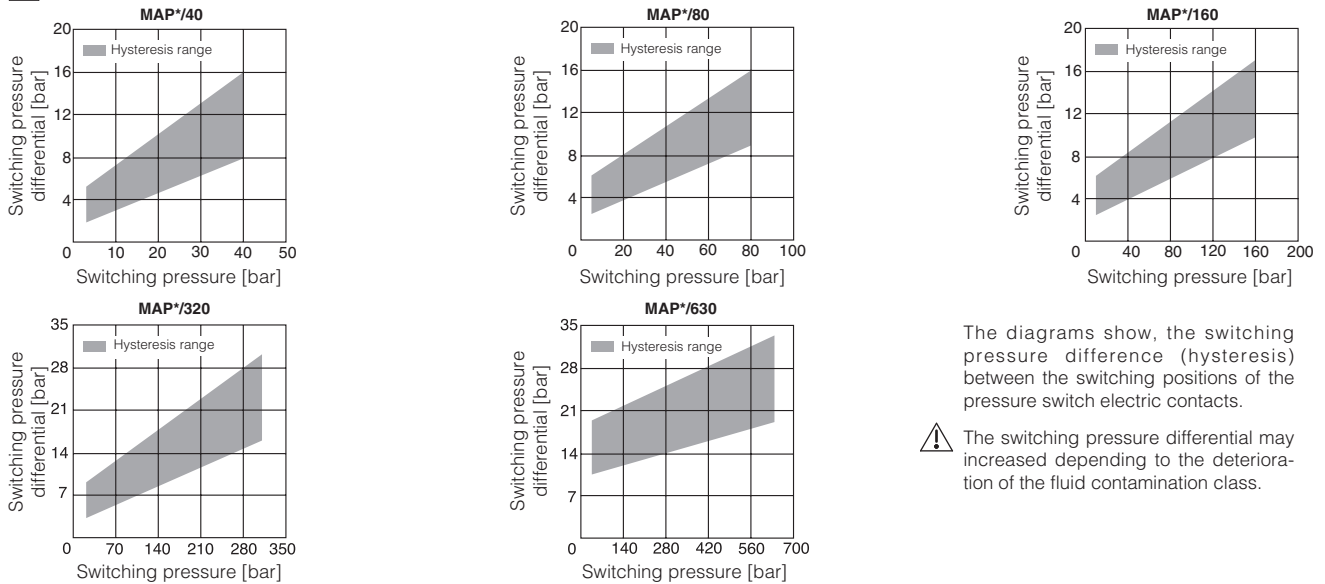 MAP*/40
20
16
12
8
4
0
10 20 30 40 50
Hysteresis range
Switching pressure
differential [bar]
Switching pressure [bar]
MAP*/80
20
16
12
8
4
0
20 40 60 80 100
Hysteresis range
Switching pressure
differential [bar]
Switching pressure [bar]
MAP*/160
20
16
12
8
4
0
40 80 120 160 200
Hysteresis range
Switching pressure
differential [bar]
Switching pressure [bar]
MAP*/320
35
28
21
14
7
0
70 140 210 280 350
Hysteresis range
Switching pressure
differential [bar]
Switching pressure [bar]
MAP*/630
35
28
21
14
7
0
140 280 420 560 700
Hysteresis range
Switching pressure
differential [bar]
Switching pressure [bar]
The diagrams show, the switching
pressure difference (hysteresis)
between the switching positions of the
pressure switch electric contacts.
The switching pressure differential may
increased depending to the deteriora-
tion of the fluid contamination class.